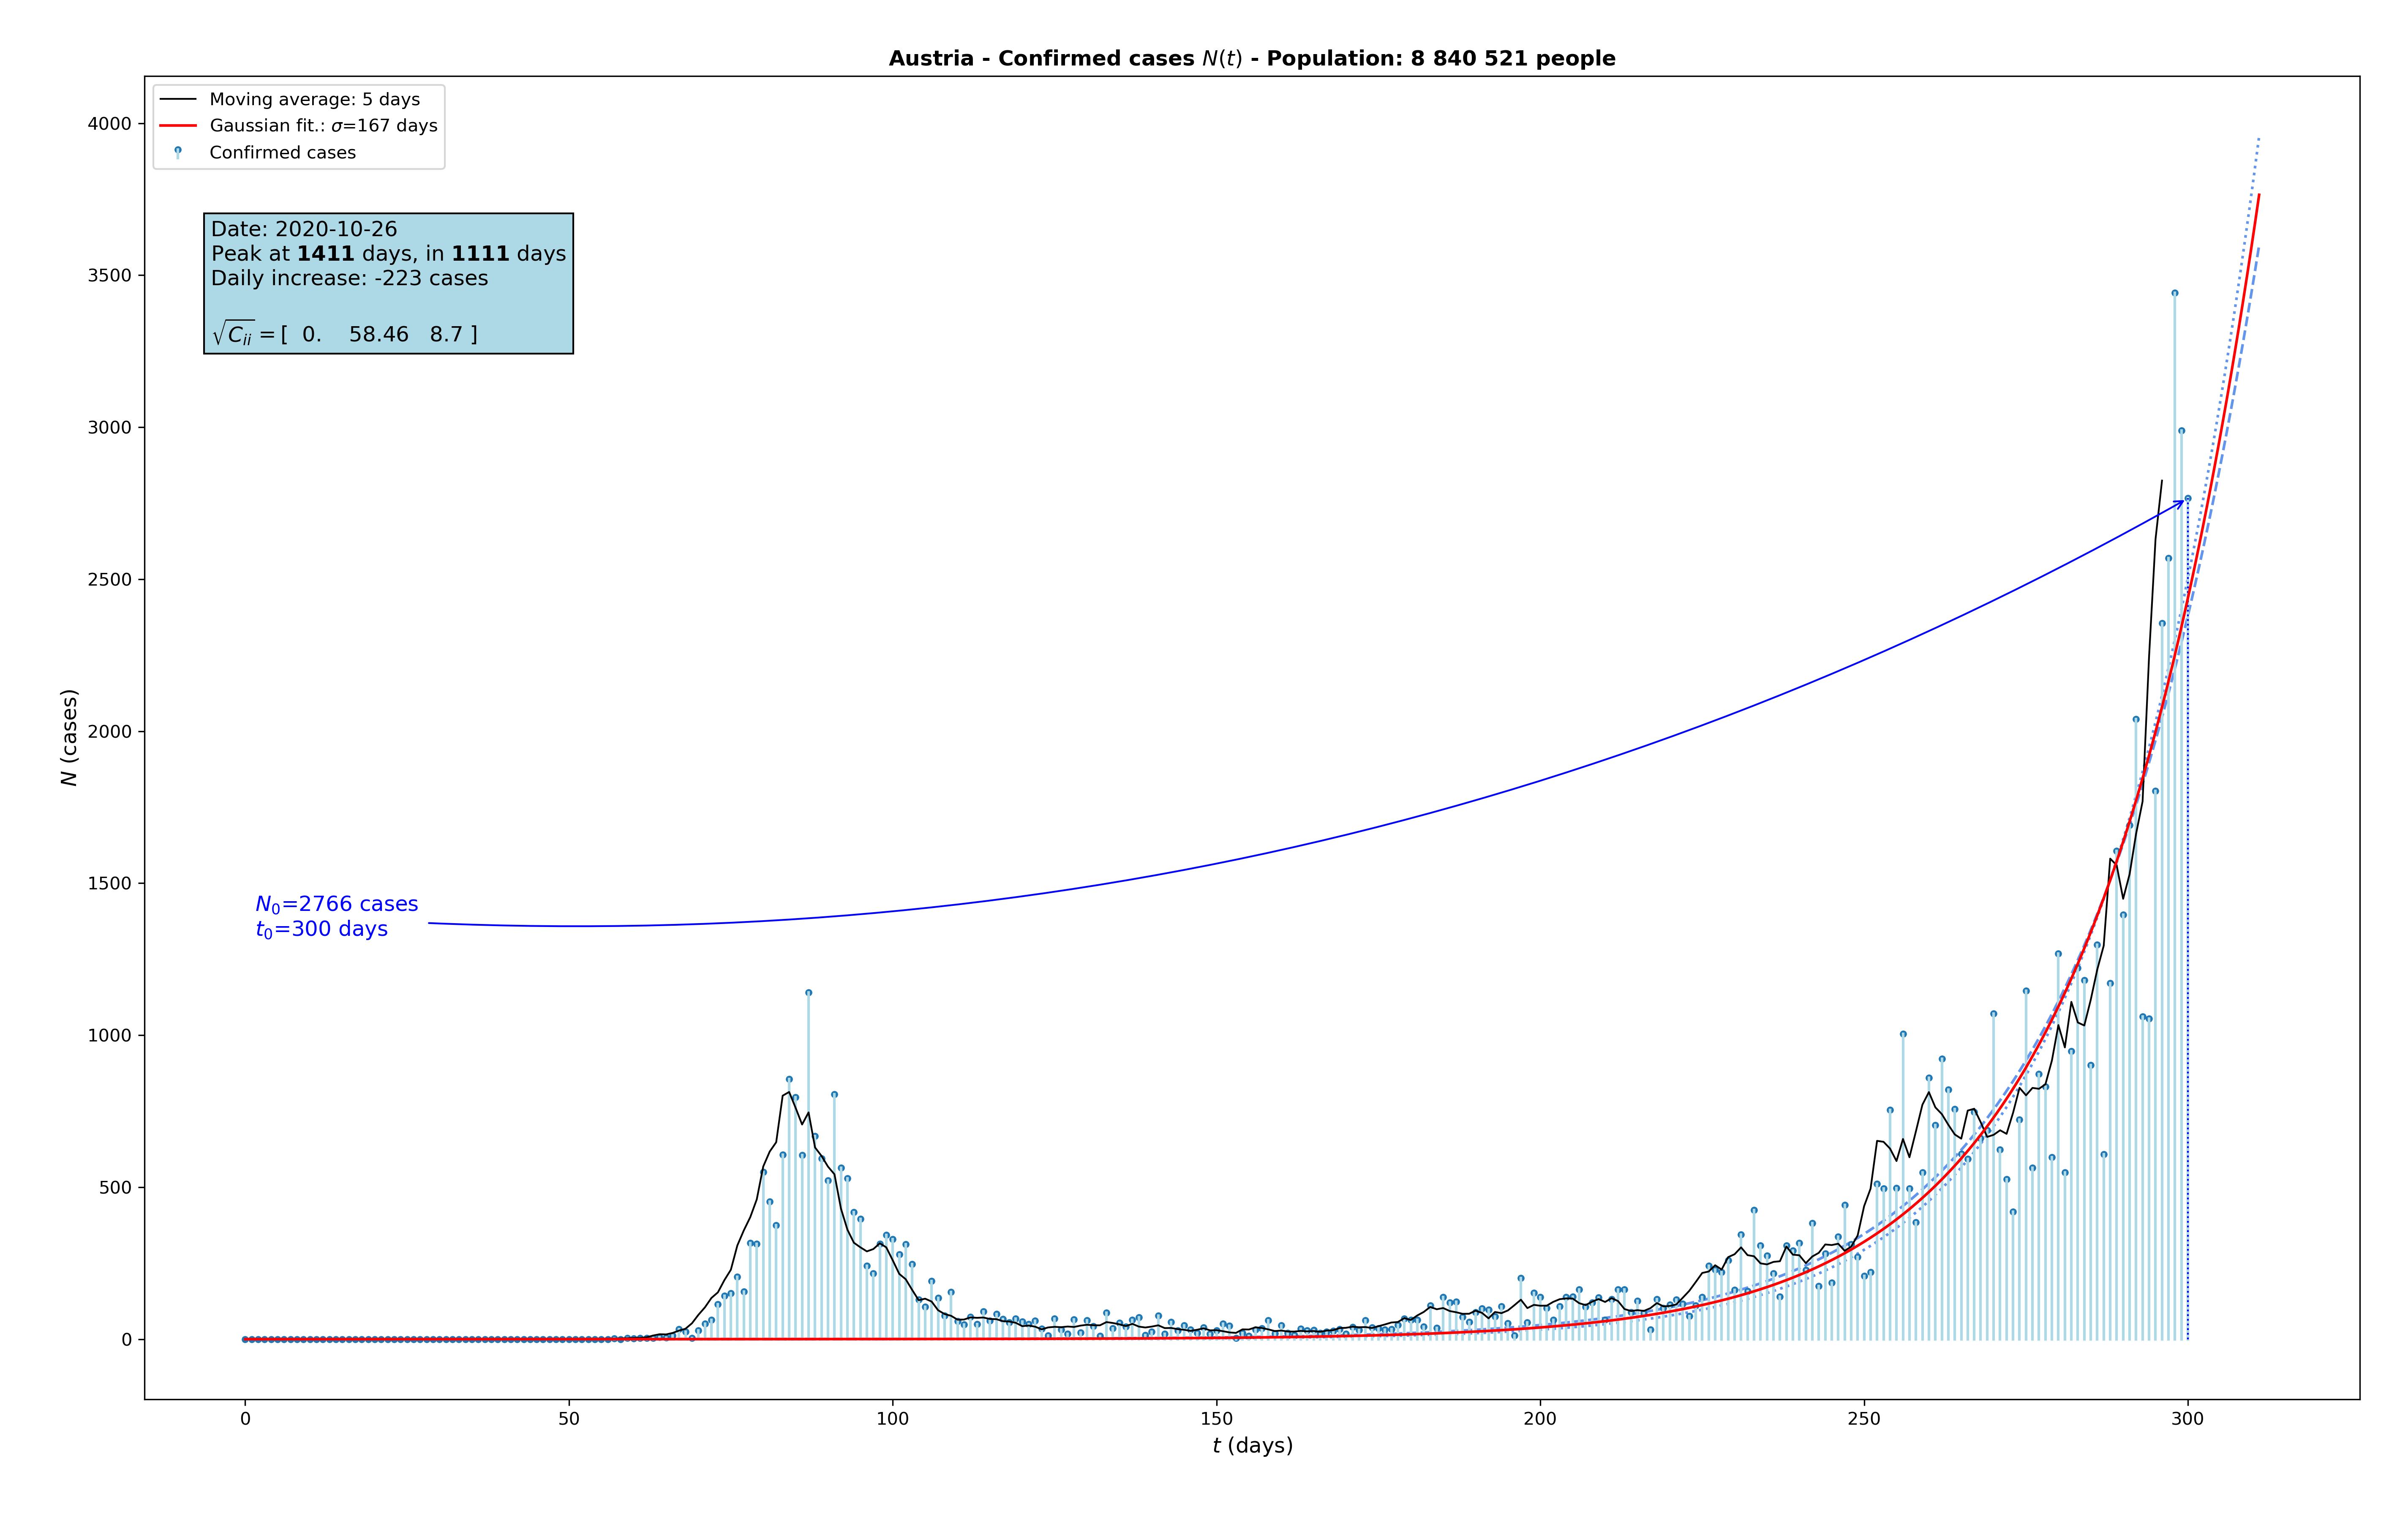 Austria - Confirmed cases N(t) - Population: 8 840 521 people
Moving average: 5 days
Gaussian fit.: σ=167 days
Confirmed cases
Date: 2020-10-26
Peak at 1411 days, in 1111 days
Daily increase: -223 cases
√Cᵢᵢ = [ 0. 58.46 8.7 ]
N₀=2766 cases
t₀=300 days
N (cases)
4000
3500
3000
2500
2000
1500
1000
500
0
0 50 100 150 200 250 300
t (days)